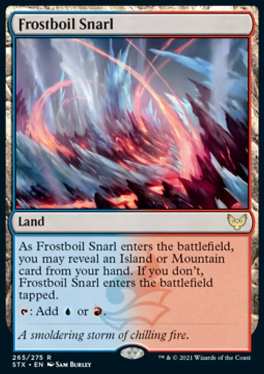 Frostboil Snarl
Land
As Frostboil Snarl enters the battlefield,
you may reveal an Island or Mountain
card from your hand. If you don't,
Frostboil Snarl enters the battlefield
tapped.
: Add or .
A smoldering storm of chilling fire.
265/275 R
STX • EN SAM BURLEY
™ & © 2021 Wizards of the Coast